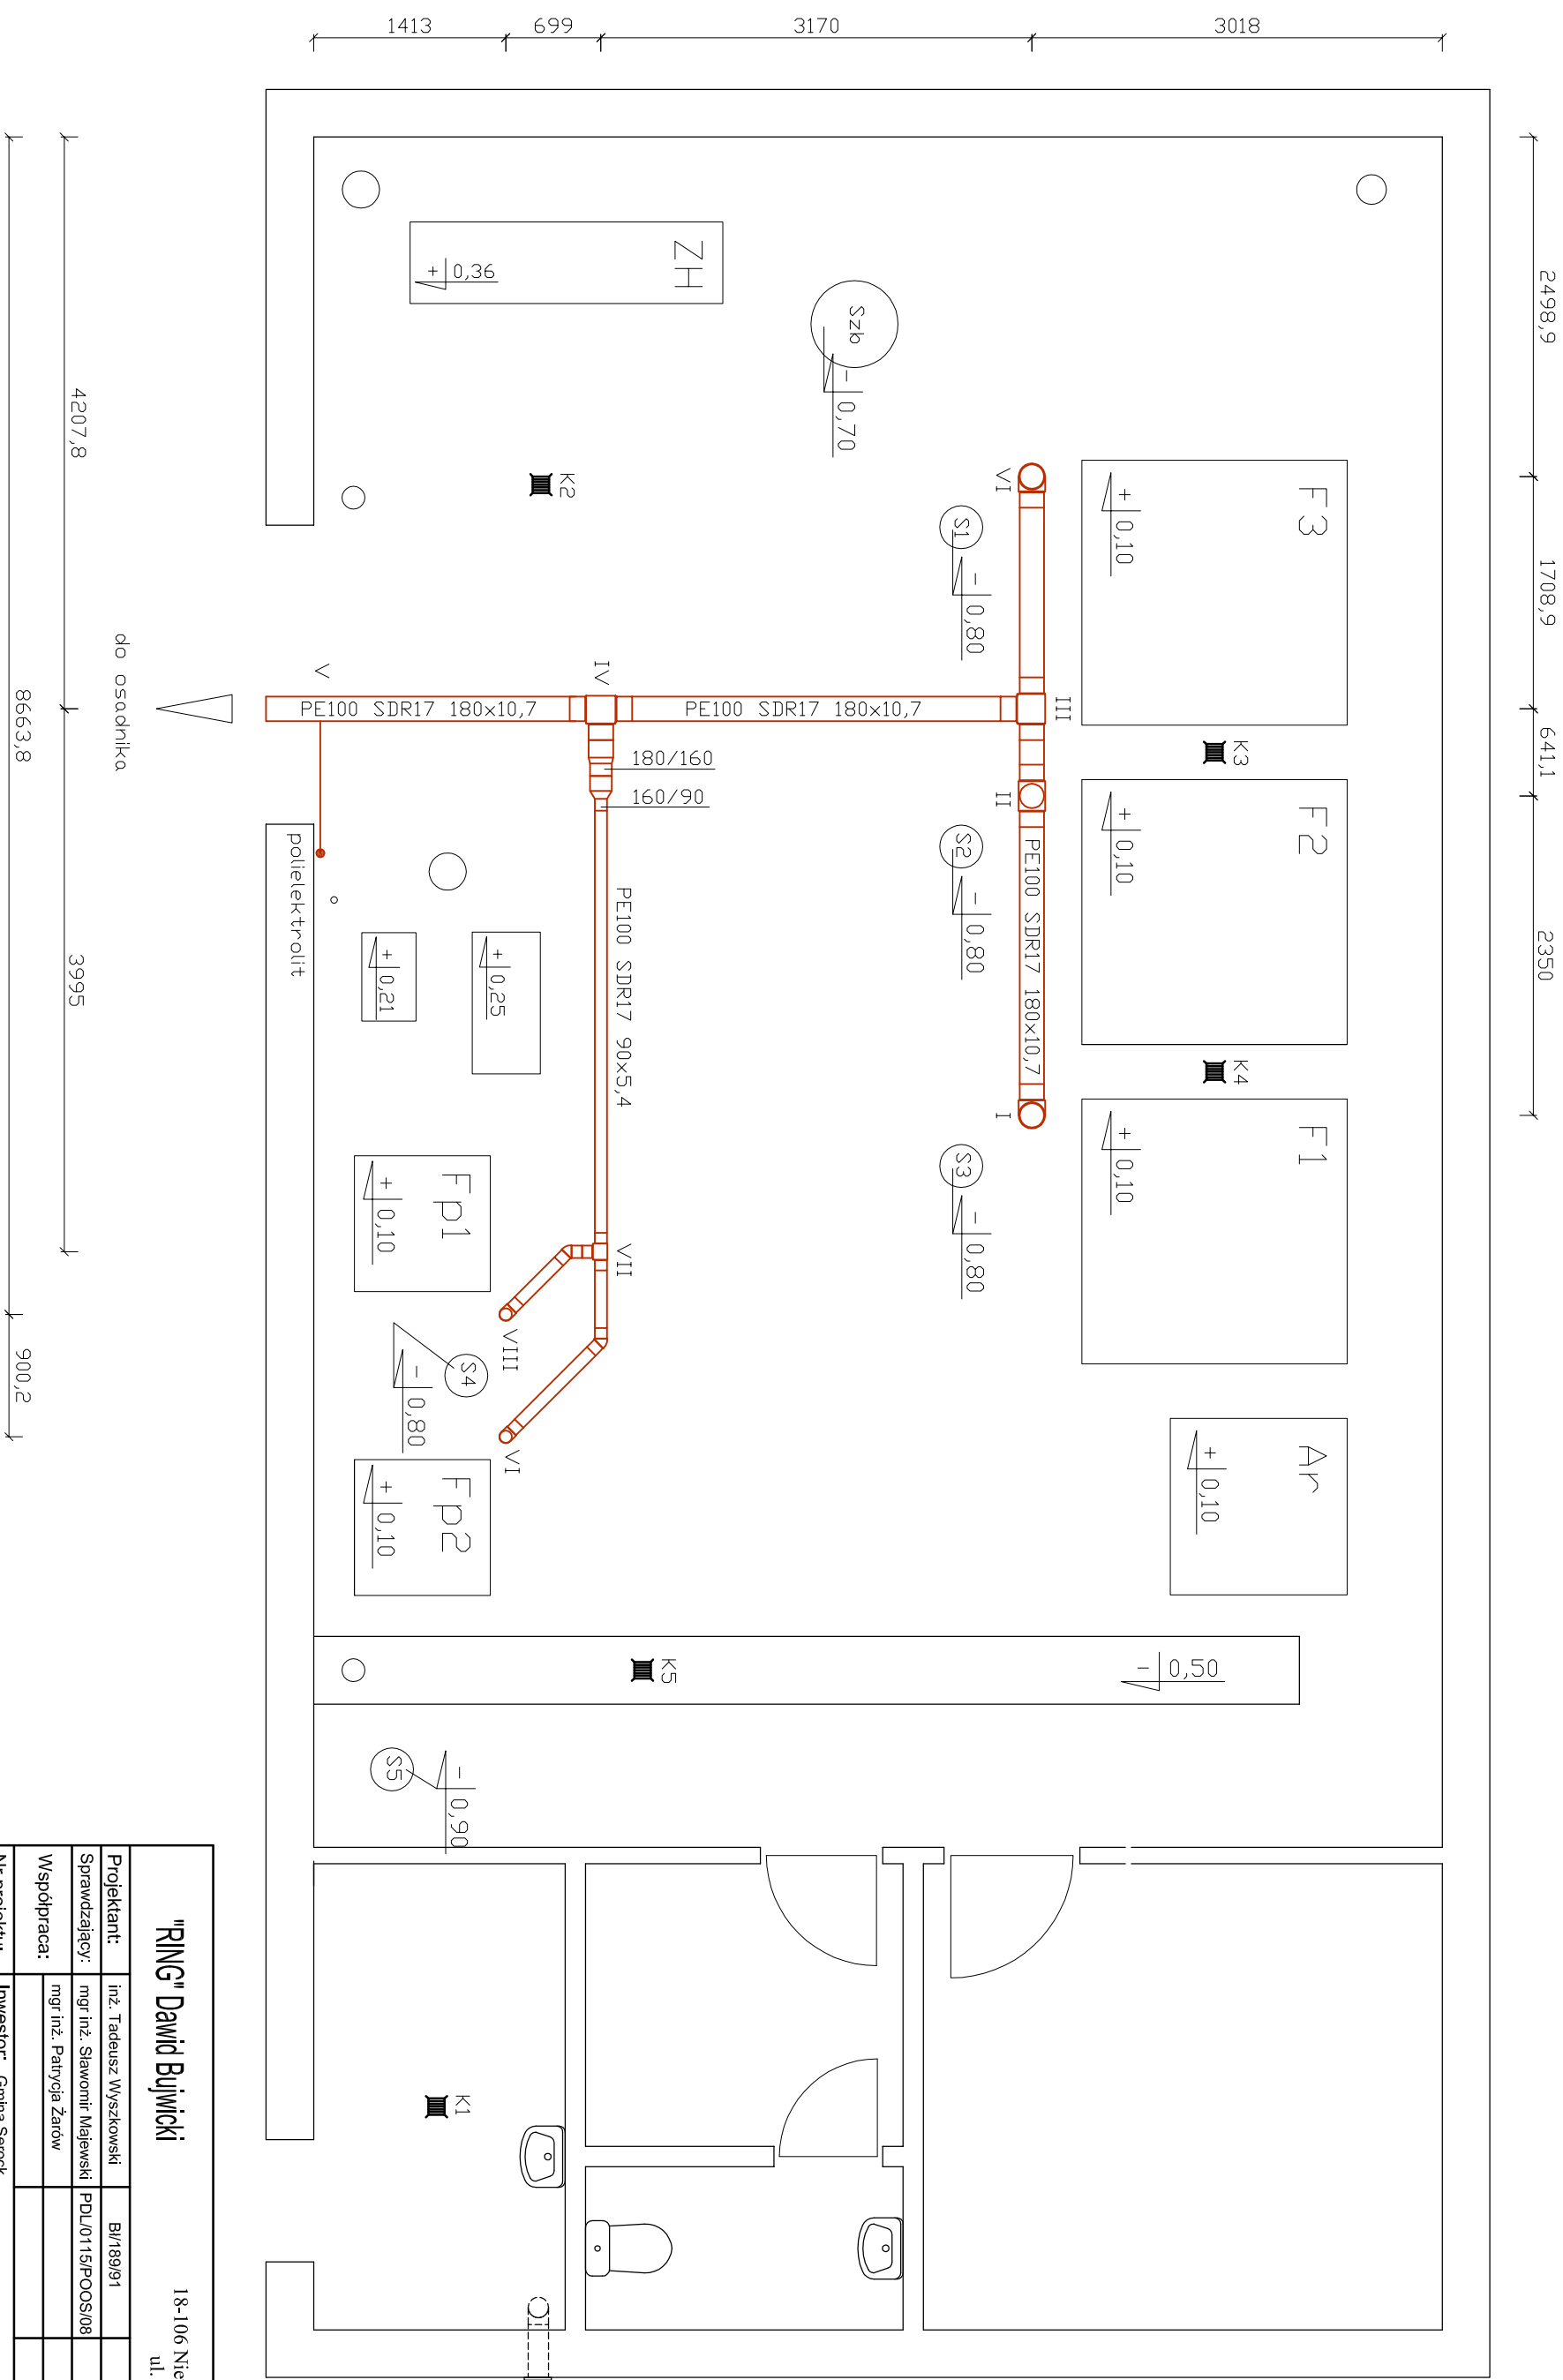 1413
699
3170
3018
2498,9
1708,9
641,1
2350
4207,8
3995
8663,8
900,2
ZH
+ 0,36
Szb
- 0,70
K2
VI
S1
- 0,80
F3
+ 0,10
K3
III
IV
V
PE100 SDR17 180x10,7
PE100 SDR17 180x10,7
do osadnika
180/160
160/90
II
S2
- 0,80
F2
+ 0,10
PE100 SDR17 180x10,7
K4
I
S3
- 0,80
F1
+ 0,10
polielektrolit
+ 0,21
+ 0,25
PE100 SDR17 90x5,4
VII
Fp1
+ 0,10
VIII
S4
- 0,80
VI
Fp2
+ 0,10
Ar
+ 0,10
K5
- 0,50
S5
- 0,90
K1
"RING" Dawid Bujwicki
18-106 Nie
ul.
Projektant: inż. Tadeusz Wyszkowski Bł/189/91
Sprawdzający: mgr inż. Sławomir Majewski PDL/0115/POOS/08
Współpraca: mgr inż. Patrycja Żarów
Nr projektu: Inwestor: Gmina Serock